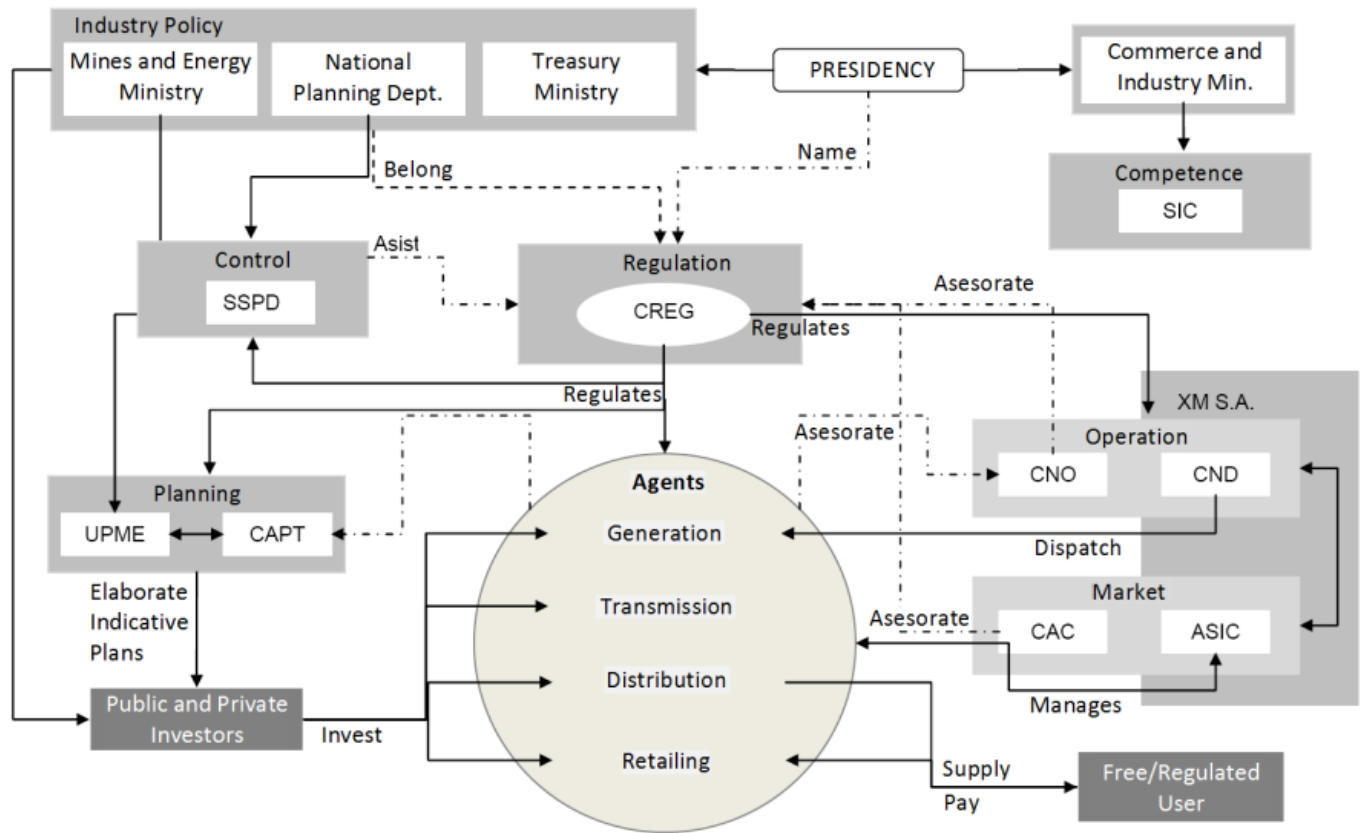 Industry Policy
Mines and Energy
Ministry
National
Planning Dept.
Treasury
Ministry
PRESIDENCY
Commerce and
Industry Min.
Name
Belong
Competence
SIC
Control
SSPD
Asist
Regulation
CREG
Asesorate
Regulates
Regulates
XM S.A.
Asesorate
Operation
CNO
CND
Planning
UPME
CAPT
Agents
Generation
Dispatch
Elaborate
Indicative
Plans
Transmission
Asesorate
Market
CAC
ASIC
Distribution
Manages
Public and Private
Investors
Invest
Retailing
Supply
Pay
Free/Regulated
User